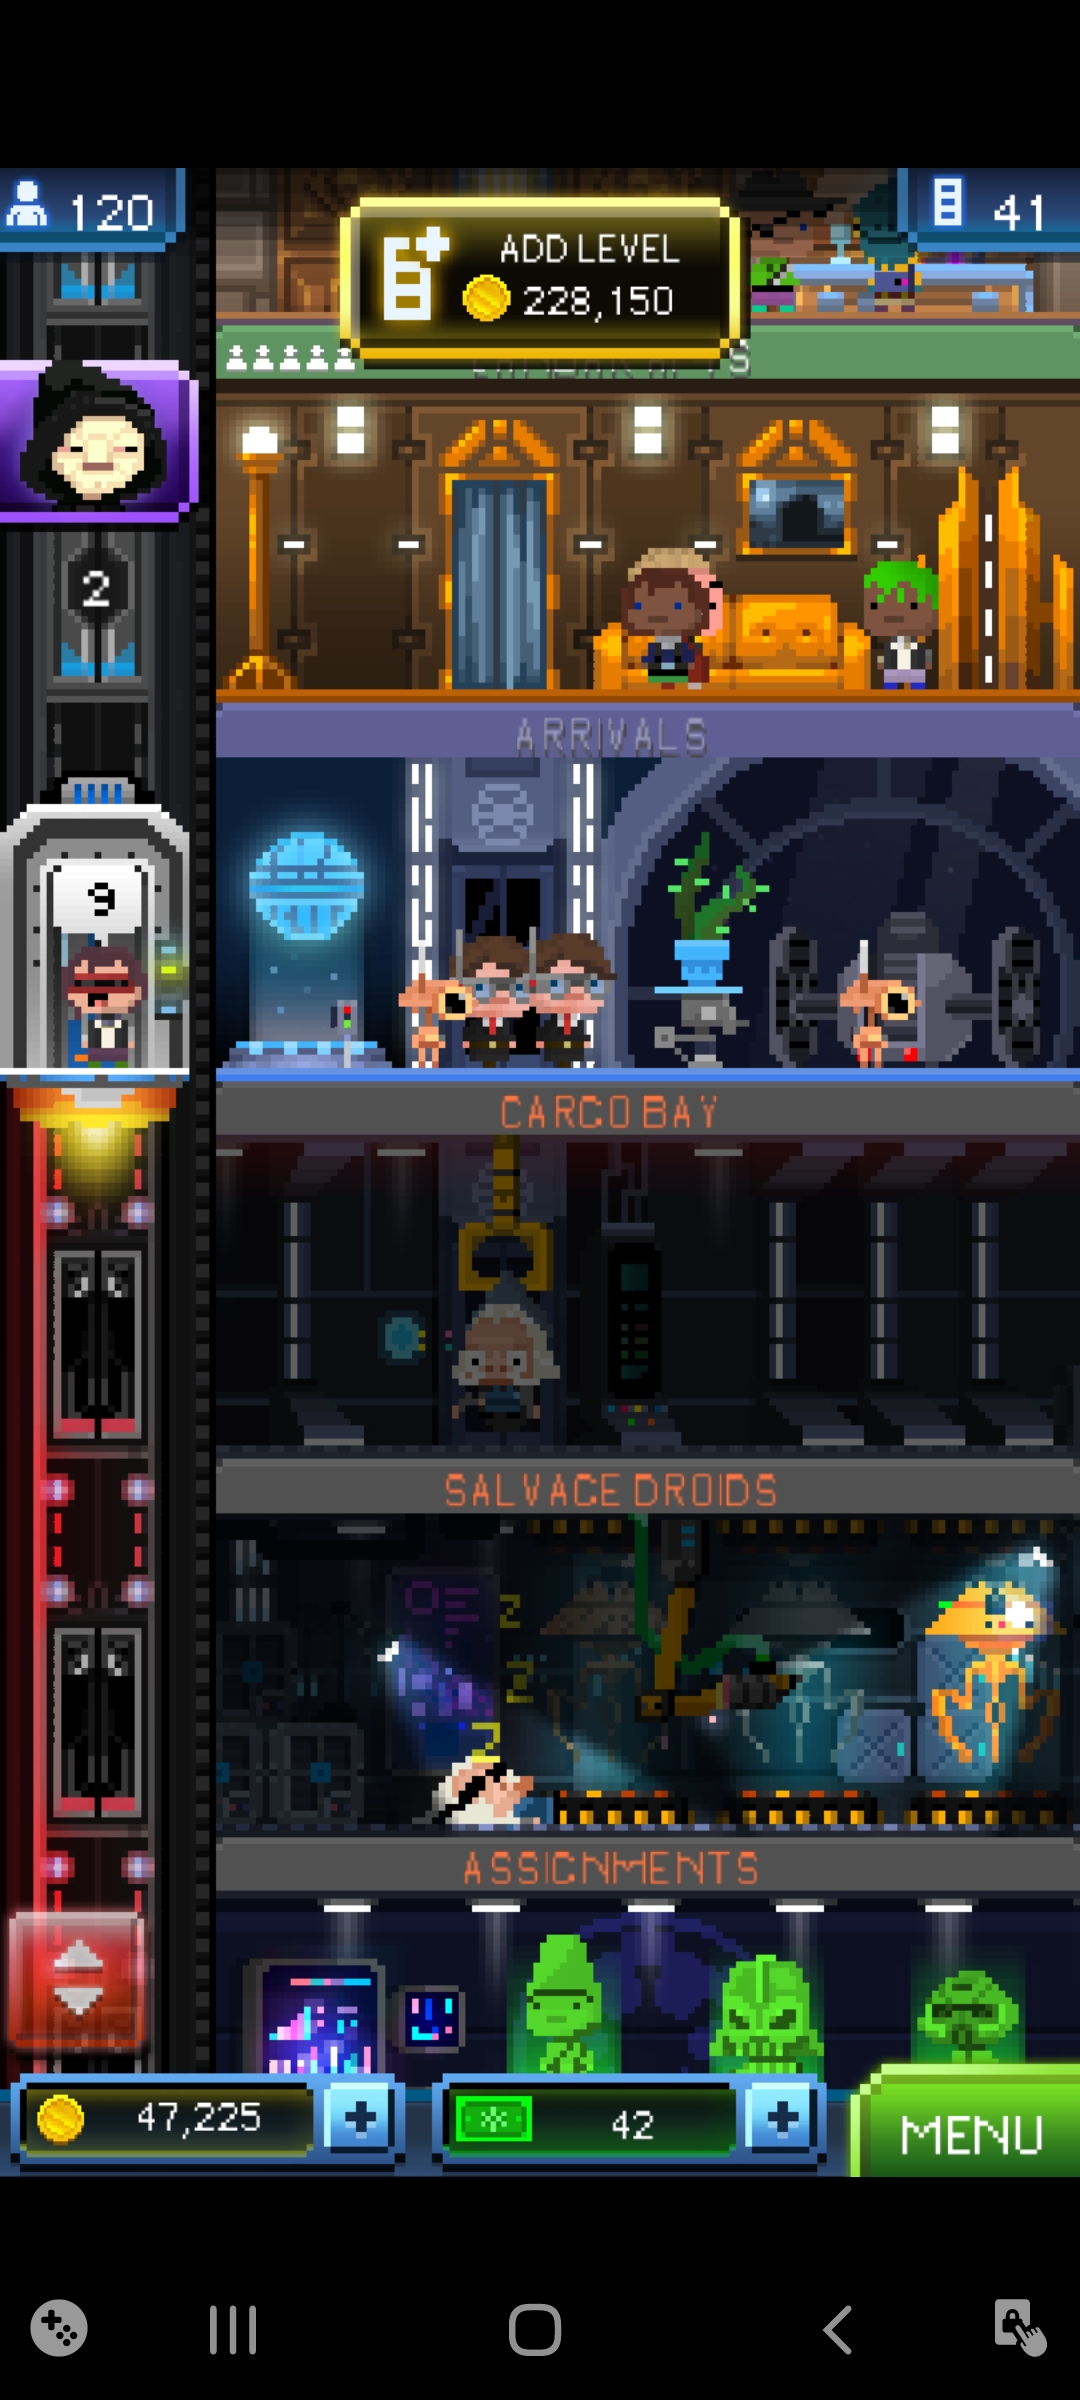 120
41
ADD LEVEL
228,150
2
ARRIVALS
9
CARGO BAY
SALVAGE DROIDS
Z
Z
Z
ASSIGNMENTS
47,225
42
MENU